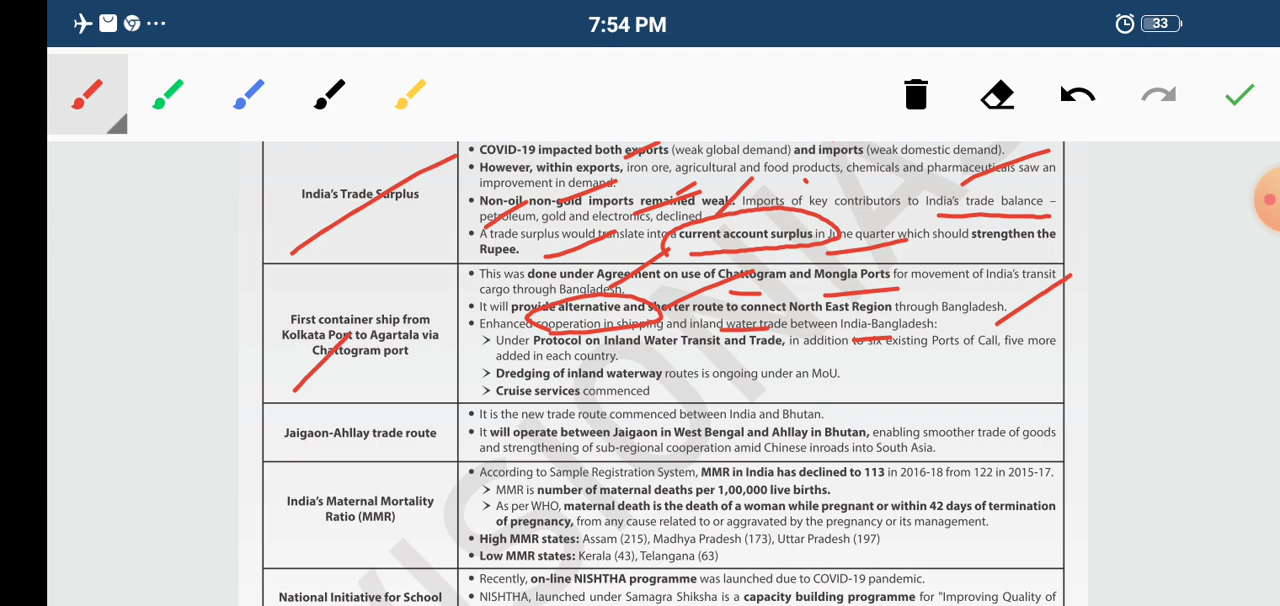 7:54 PM
33
India's Trade Surplus
• COVID-19 impacted both exports (weak global demand) and imports (weak domestic demand).
• However, within exports, iron ore, agricultural and food products, chemicals and pharmaceuticals saw an
improvement in demand.
• Non-oil non-gold imports remained weak. Imports of key contributors to India's trade balance –
petroleum, gold and electronics, declined.
• A trade surplus would translate into a current account surplus in June quarter which should strengthen the
Rupee.
First container ship from
Kolkata Port to Agartala via
Chattogram port
• This was done under Agreement on use of Chattogram and Mongla Ports for movement of India's transit
cargo through Bangladesh.
• It will provide alternative and shorter route to connect North East Region through Bangladesh.
• Enhanced cooperation in shipping and inland water trade between India-Bangladesh:
> Under Protocol on Inland Water Transit and Trade, in addition to six existing Ports of Call, five more
added in each country.
> Dredging of inland waterway routes is ongoing under an MoU.
> Cruise services commenced
Jaigaon-Ahllay trade route
• It is the new trade route commenced between India and Bhutan.
• It will operate between Jaigaon in West Bengal and Ahllay in Bhutan, enabling smoother trade of goods
and strengthening of sub-regional cooperation amid Chinese inroads into South Asia.
India's Maternal Mortality
Ratio (MMR)
• According to Sample Registration System, MMR in India has declined to 113 in 2016-18 from 122 in 2015-17.
> MMR is number of maternal deaths per 1,00,000 live births.
> As per WHO, maternal death is the death of a woman while pregnant or within 42 days of termination
of pregnancy, from any cause related to or aggravated by the pregnancy or its management.
• High MMR states: Assam (215), Madhya Pradesh (173), Uttar Pradesh (197)
• Low MMR states: Kerala (43), Telangana (63)
National Initiative for School
• Recently, on-line NISHTHA programme was launched due to COVID-19 pandemic.
• NISHTHA, launched under Samagra Shiksha is a capacity building programme for "Improving Quality of
VISIONIA